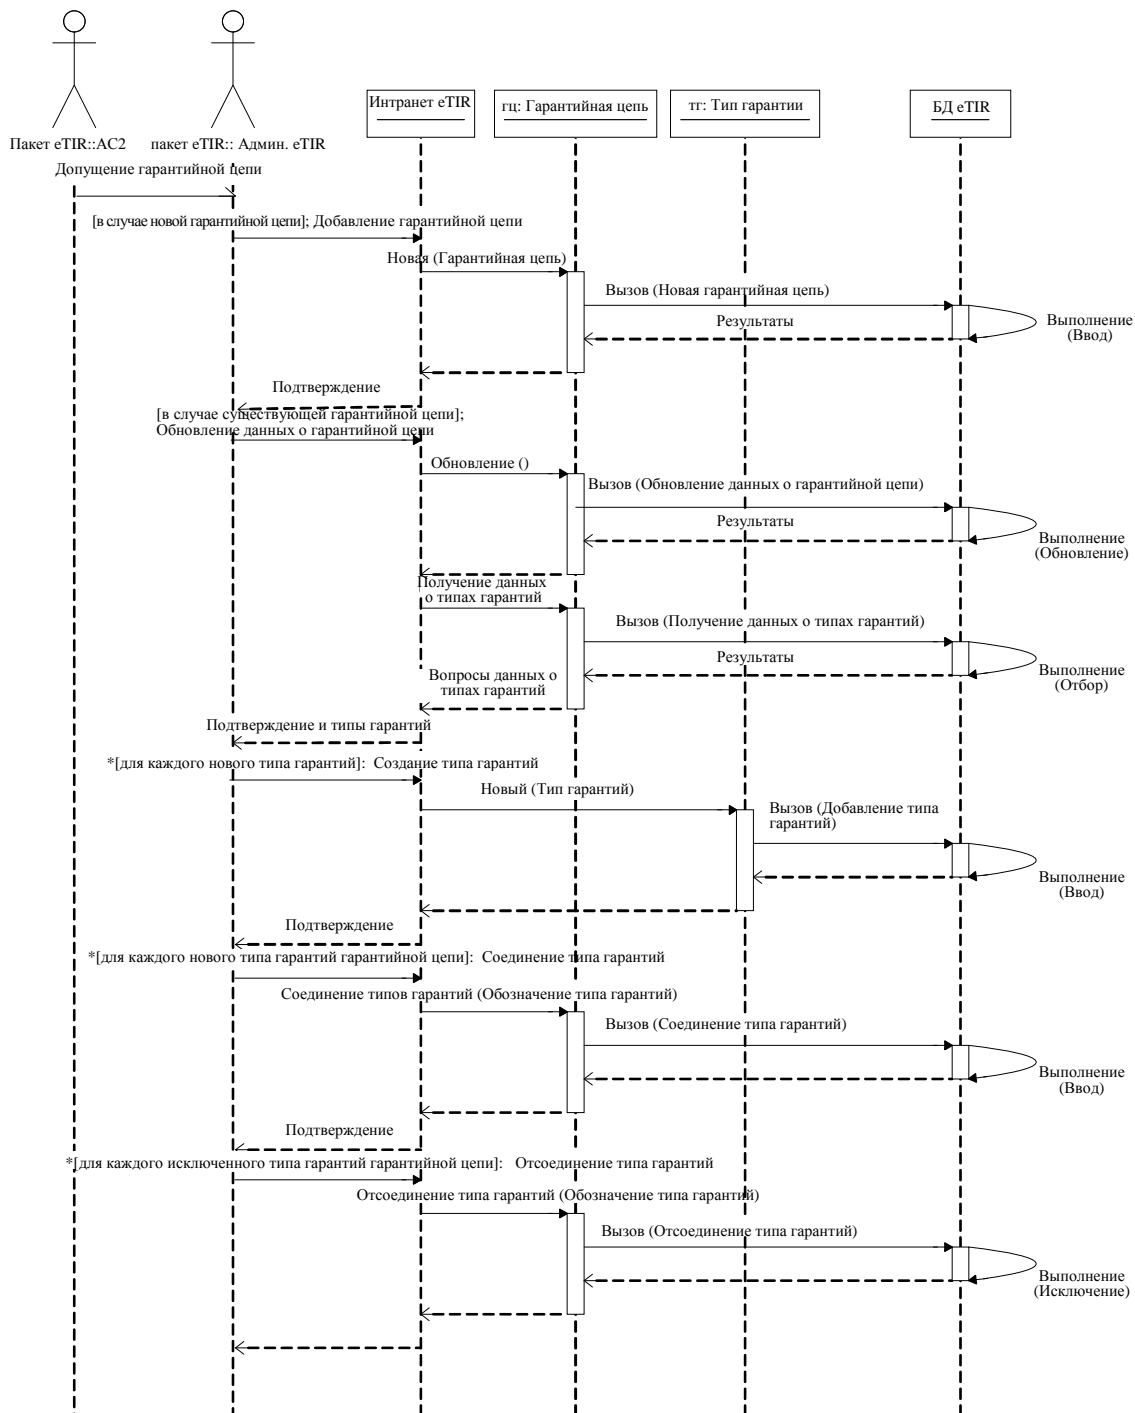 Интранет eTIR
гц: Гарантийная цепь
тг: Тип гарантии
БД eTIR
Пакет eTIR::AC2
пакет eTIR:: Админ. eTIR
Допущение гарантийной цепи
[в случае новой гарантийной цепи]; Добавление гарантийной цепи
Новая (Гарантийная цепь)
Вызов (Новая гарантийная цепь)
Результаты
Выполнение
(Ввод)
Подтверждение
[в случае существующей гарантийной цепи];
Обновление данных о гарантийной цепи
Обновление ()
Вызов (Обновление данных о гарантийной цепи)
Результаты
Выполнение
(Обновление)
Получение данных
о типах гарантий
Вызов (Получение данных о типах гарантий)
Результаты
Выполнение
(Отбор)
Вопросы данных о
типах гарантий
Подтверждение и типы гарантий
*[для каждого нового типа гарантий]: Создание типа гарантий
Новый (Тип гарантий)
Вызов (Добавление типа
гарантий)
Выполнение
(Ввод)
Подтверждение
*[для каждого нового типа гарантий гарантийной цепи]: Соединение типа гарантий
Соединение типов гарантий (Обозначение типа гарантий)
Вызов (Соединение типа гарантий)
Выполнение
(Ввод)
Подтверждение
*[для каждого исключенного типа гарантий гарантийной цепи]: Отсоединение типа гарантий
Отсоединение типа гарантий (Обозначение типа гарантий)
Вызов (Отсоединение типа гарантий)
Выполнение
(Исключение)